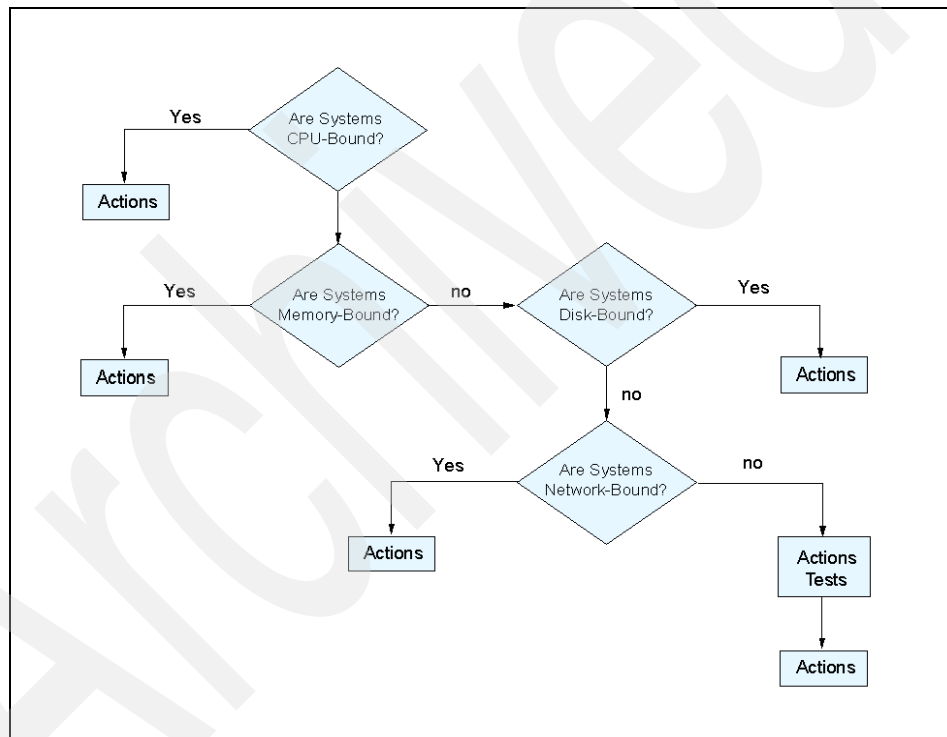 Are Systems
CPU-Bound?
Yes
Actions
Are Systems
Memory-Bound?
Yes
no
Actions
Are Systems
Disk-Bound?
Yes
Actions
no
Are Systems
Network-Bound?
Yes
no
Actions
Actions
Tests
Actions
Archived